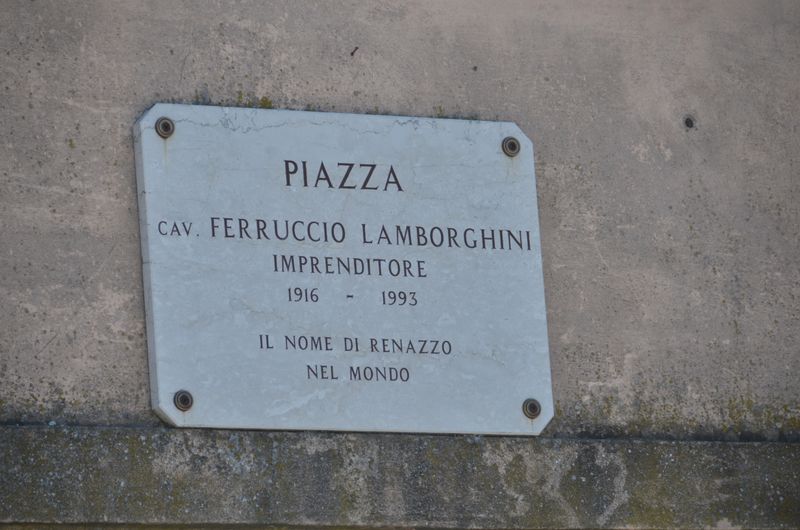 PIAZZA
CAV. FERRUCCIO LAMBORGHINI
IMPRENDITORE
1916 - 1993
IL NOME DI RENAZZO
NEL MONDO